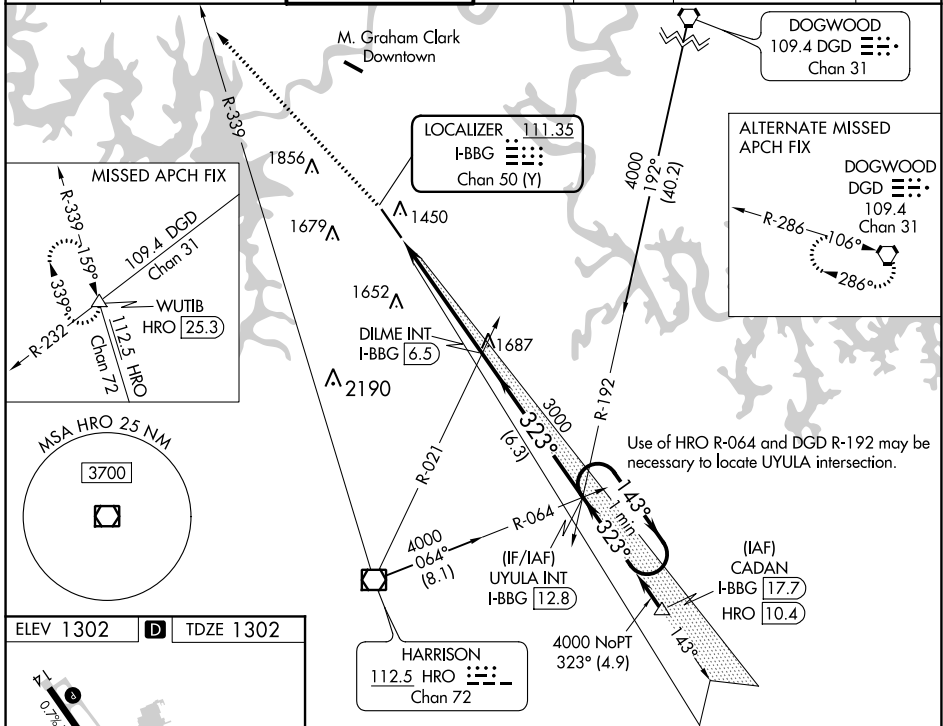 M. Graham Clark
Downtown
DOGWOOD
109.4 DGD
Chan 31
R-339
LOCALIZER 111.35
I-BBG
Chan 50 (Y)
4000
192°
(40.2)
ALTERNATE MISSED
APCH FIX
DOGWOOD
DGD
109.4
Chan 31
R-286
106°
286°
MISSED APCH FIX
R-339
159°
339°
109.4 DGD
Chan 31
WUTIB
HRO 25.3
R-232
112.5 HRO
Chan 72
1856
1450
1679
1652
DILME INT
I-BBG 6.5
1687
2190
R-192
3000
323°
(6.3)
MSA HRO 25 NM
3700
R-021
Use of HRO R-064 and DGD R-192 may be
necessary to locate UYULA intersection.
143°
1 min
323°
4000
064°
(8.1)
R-064
(IF/IAF)
UYULA INT
I-BBG 12.8
(IAF)
CADAN
I-BBG 17.7
HRO 10.4
4000 NoPT
323° (4.9)
143°
HARRISON
112.5 HRO
Chan 72
ELEV 1302 D TDZE 1302
14
P
0.7%